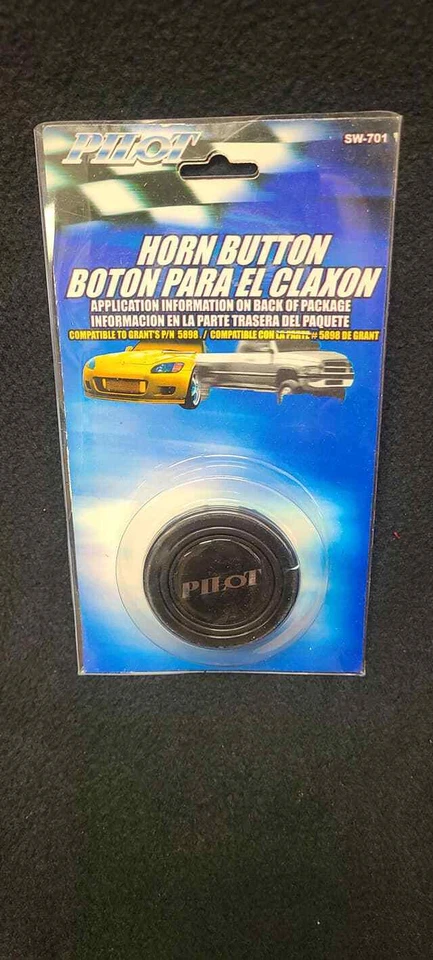 PILOT
SW-701
HORN BUTTON
BOTON PARA EL CLAXON
APPLICATION INFORMATION ON BACK OF PACKAGE
INFORMACION EN LA PARTE TRASERA DEL PAQUETE
COMPATIBLE TO GRANT'S P/N 5898 / COMPATIBLE CON LA PARTE # 5898 DE GRANT
PILOT